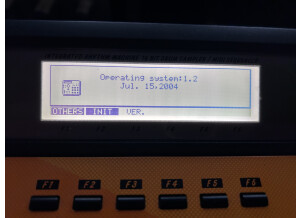 Operating system:1.2
Jul. 15,2004
OTHERS INIT VER.
F1 F2 F3 F4 F5 F6